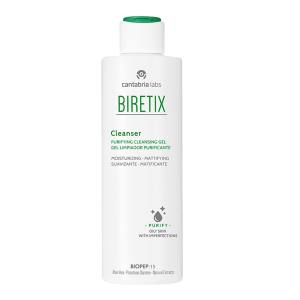 cantabria labs
BIRETIX
Cleanser
PURIFYING CLEANSING GEL
GEL LIMPIADOR PURIFICANTE
MOISTURIZING - MATTIFYING
SUAVIZANTE - MATIFICANTE
· PURIFY ·
OILY SKIN
WITH IMPERFECTIONS
BIOPEP-15